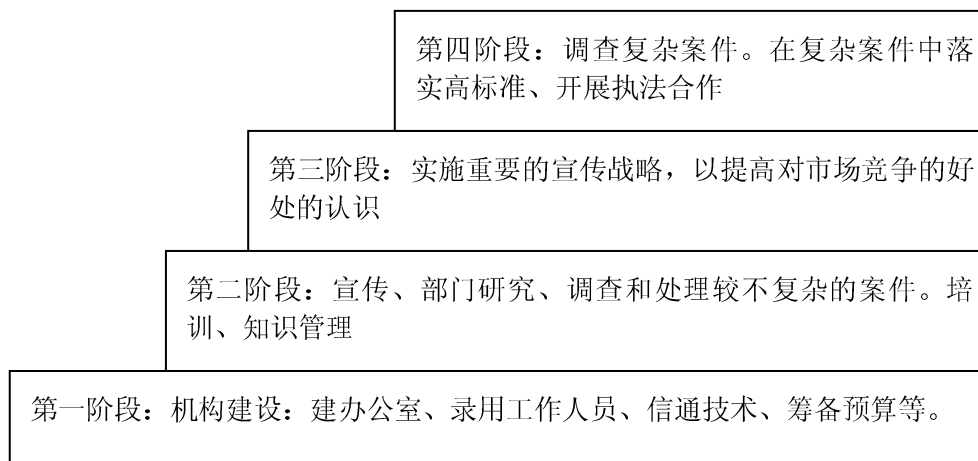 第四阶段：调查复杂案件。在复杂案件中落
实高标准、开展执法合作
第三阶段：实施重要的宣传战略，以提高对市场竞争的好
处的认识
第二阶段：宣传、部门研究、调查和处理较不复杂的案件。培
训、知识管理
第一阶段：机构建设：建办公室、录用工作人员、信通技术、筹备预算等。